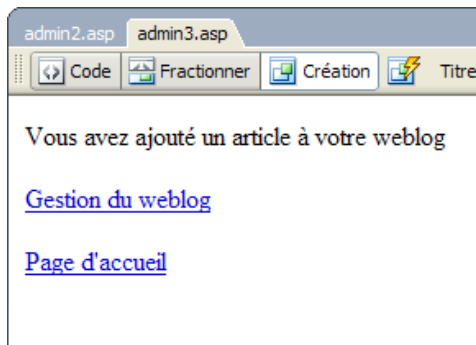 admin2.asp admin3.asp
Code Fractionner Création Titre
Vous avez ajouté un article à votre weblog
Gestion du weblog
Page d'accueil